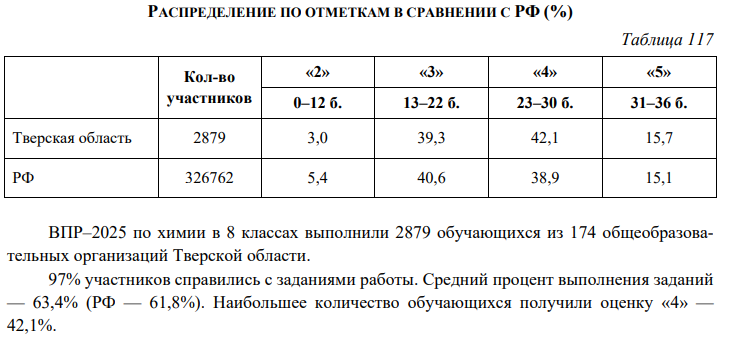 РАСПРЕДЕЛЕНИЕ ПО ОТМЕТКАМ В СРАВНЕНИИ С РФ (%)
Таблица 117
Кол-во участников «2» «3» «4» «5»
0–12 б. 13–22 б. 23–30 б. 31–36 б.
Тверская область 2879 3,0 39,3 42,1 15,7
РФ 326762 5,4 40,6 38,9 15,1
ВПР–2025 по химии в 8 классах выполнили 2879 обучающихся из 174 общеобразова-
тельных организаций Тверской области.
97% участников справились с заданиями работы. Средний процент выполнения заданий
— 63,4% (РФ — 61,8%). Наибольшее количество обучающихся получили оценку «4» —
42,1%.